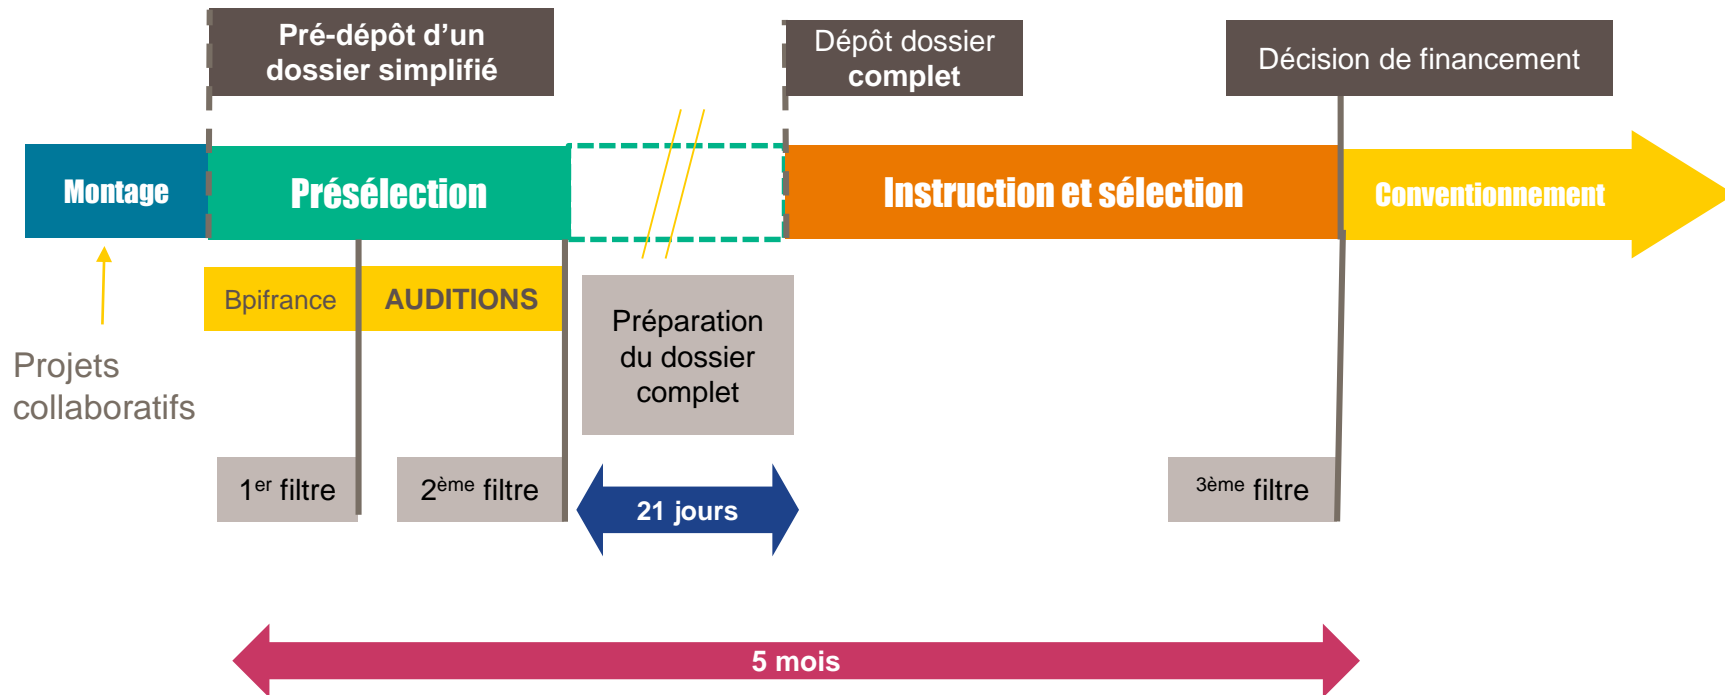 Pré-dépôt d’un
dossier simplifié
Dépôt dossier
complet
Décision de financement
Montage
Présélection
Instruction et sélection
Conventionnement
Bpifrance
AUDITIONS
Projets
collaboratifs
Préparation
du dossier
complet
1er filtre
2ème filtre
21 jours
3ème filtre
5 mois